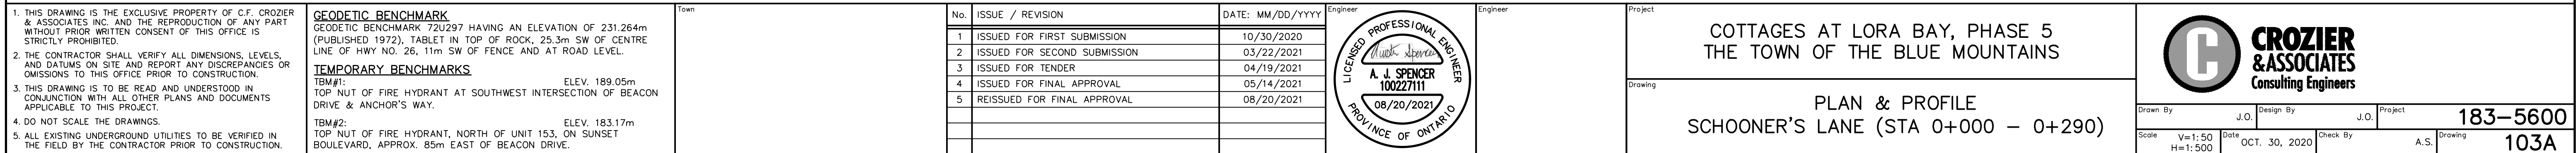 1. THIS DRAWING IS THE EXCLUSIVE PROPERTY OF C.F. CROZIER
& ASSOCIATES INC. AND THE REPRODUCTION OF ANY PART
WITHOUT PRIOR WRITTEN CONSENT OF THIS OFFICE IS
STRICTLY PROHIBITED.
2. THE CONTRACTOR SHALL VERIFY ALL DIMENSIONS, LEVELS,
AND DATUMS ON SITE AND REPORT ANY DISCREPANCIES OR
OMISSIONS TO THIS OFFICE PRIOR TO CONSTRUCTION.
3. THIS DRAWING IS TO BE READ AND UNDERSTOOD IN
CONJUNCTION WITH ALL OTHER PLANS AND DOCUMENTS
APPLICABLE TO THIS PROJECT.
4. DO NOT SCALE THE DRAWINGS.
5. ALL EXISTING UNDERGROUND UTILITIES TO BE VERIFIED IN
THE FIELD BY THE CONTRACTOR PRIOR TO CONSTRUCTION.
GEODETIC BENCHMARK
GEODETIC BENCHMARK 72U297 HAVING AN ELEVATION OF 231.264m
(PUBLISHED 1972), TABLET IN TOP OF ROCK, 25.3m SW OF CENTRE
LINE OF HWY NO. 26, 11m SW OF FENCE AND AT ROAD LEVEL.
TEMPORARY BENCHMARKS
TBM#1: ELEV. 189.05m
TOP NUT OF FIRE HYDRANT AT SOUTHWEST INTERSECTION OF BEACON
DRIVE & ANCHOR'S WAY.
TBM#2: ELEV. 183.17m
TOP NUT OF FIRE HYDRANT, NORTH OF UNIT 153, ON SUNSET
BOULEVARD, APPROX. 85m EAST OF BEACON DRIVE.
Town
No. ISSUE / REVISION DATE: MM/DD/YYYY
1 ISSUED FOR FIRST SUBMISSION 10/30/2020
2 ISSUED FOR SECOND SUBMISSION 03/22/2021
3 ISSUED FOR TENDER 04/19/2021
4 ISSUED FOR FINAL APPROVAL 05/14/2021
5 REISSUED FOR FINAL APPROVAL 08/20/2021
Engineer
LICENSED PROFESSIONAL ENGINEER
A. J. SPENCER
100227111
08/20/2021
PROVINCE OF ONTARIO
Engineer
Project
COTTAGES AT LORA BAY, PHASE 5
THE TOWN OF THE BLUE MOUNTAINS
Drawing
PLAN & PROFILE
SCHOONER'S LANE (STA 0+000 - 0+290)
C
CROZIER
&ASSOCIATES
Consulting Engineers
Drawn By J.O. Design By J.O. Project 183-5600
Scale V=1:50 H=1:500 Date OCT. 30, 2020 Check By A.S. Drawing 103A